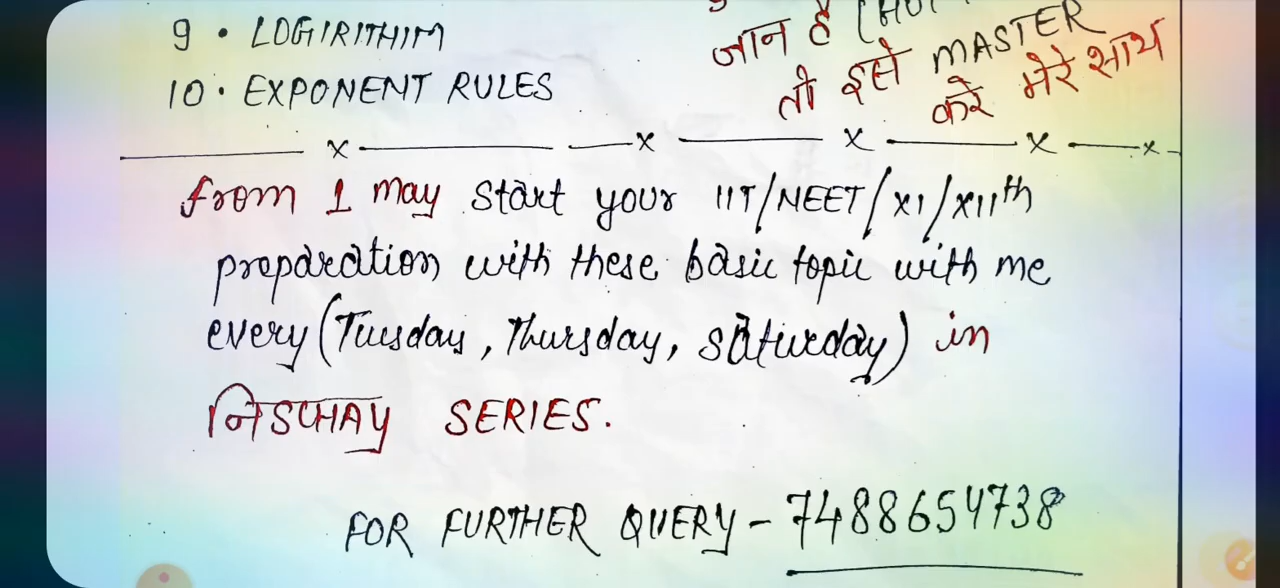 9 • LOGIRITHIM
10 • EXPONENT RULES
जान है
तो इसे MASTER
करे मेरे साथ
from 1 may start your IIT/NEET/XI/XIIth
preparation with these basic topic with me
every (Tuesday, Thursday, Saturday) in
निSCHAY SERIES.
FOR FURTHER QUERY - 7488654738